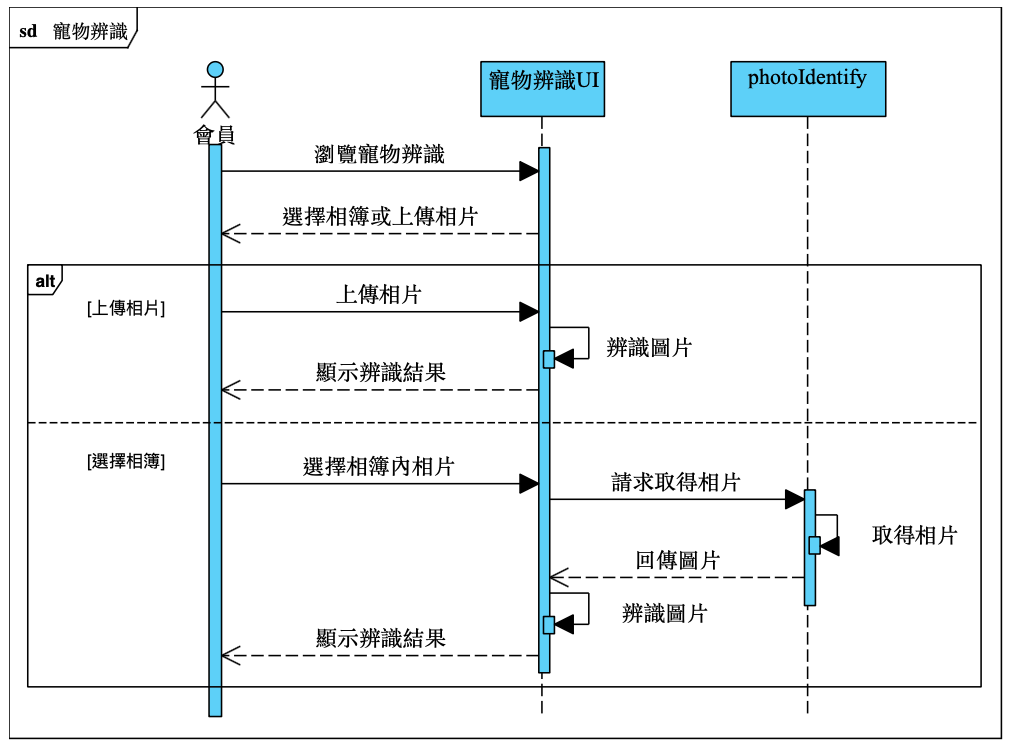 sd 寵物辨識
會員
寵物辨識UI
photoIdentify
瀏覽寵物辨識
選擇相簿或上傳相片
alt
[上傳相片]
上傳相片
辨識圖片
顯示辨識結果
[選擇相簿]
選擇相簿內相片
請求取得相片
取得相片
回傳圖片
辨識圖片
顯示辨識結果